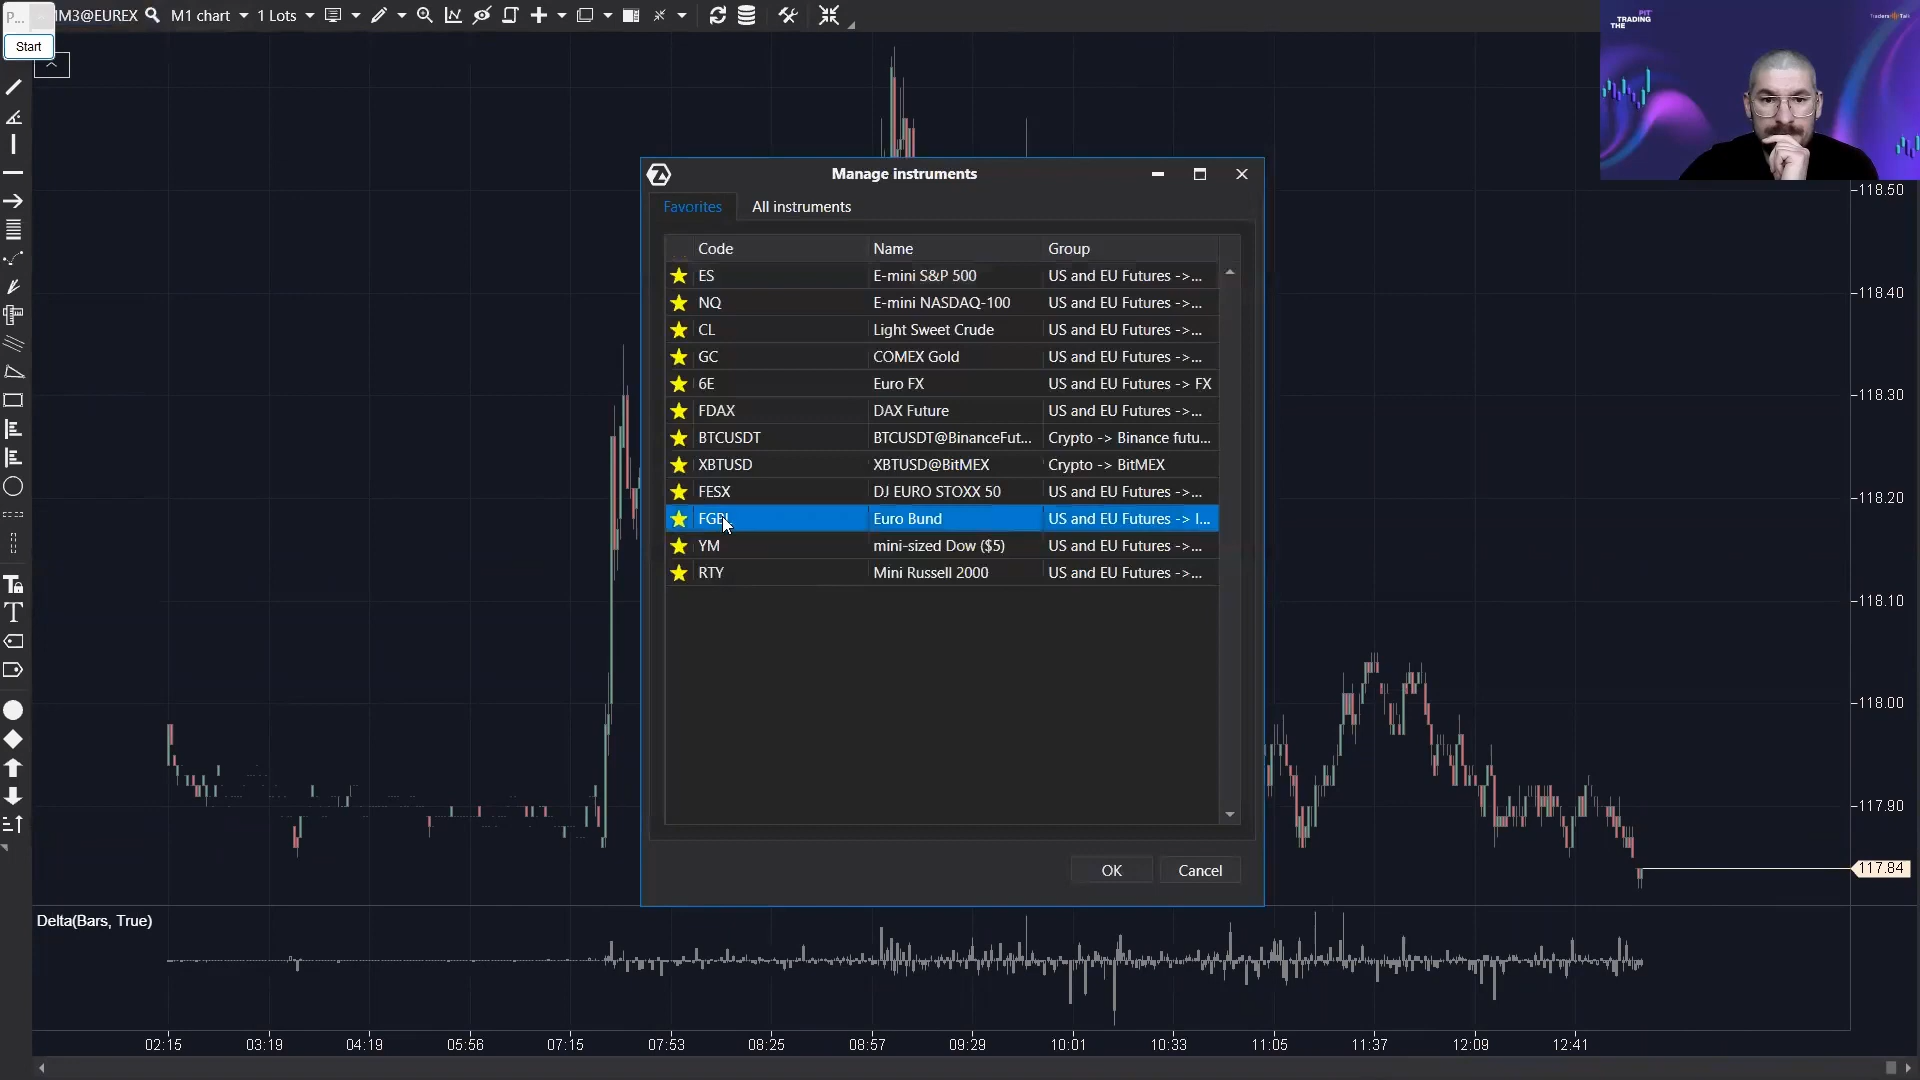 P...
MM3@EUREX M1 chart 1 Lots
Start
THE
TRADING
PIT
Manage instruments
Favorites All instruments
Code Name Group
ES E-mini S&P 500 US and EU Futures ->...
NQ E-mini NASDAQ-100 US and EU Futures ->...
CL Light Sweet Crude US and EU Futures ->...
GC COMEX Gold US and EU Futures ->...
6E Euro FX US and EU Futures -> FX
FDAX DAX Future US and EU Futures ->...
BTCUSDT BTCUSDT@BinanceFut... Crypto -> Binance futu...
XBTUSD XBTUSD@BitMEX Crypto -> BitMEX
FESX DJ EURO STOXX 50 US and EU Futures ->...
FGBL Euro Bund US and EU Futures -> I...
YM mini-sized Dow ($5) US and EU Futures ->...
RTY Mini Russell 2000 US and EU Futures ->...
OK Cancel
118.50
118.40
118.30
118.20
118.10
118.00
117.90
117.84
Delta(Bars, True)
02:15 03:19 04:19 05:56 07:15 07:53 08:25 08:57 09:29 10:01 10:33 11:05 11:37 12:09 12:41